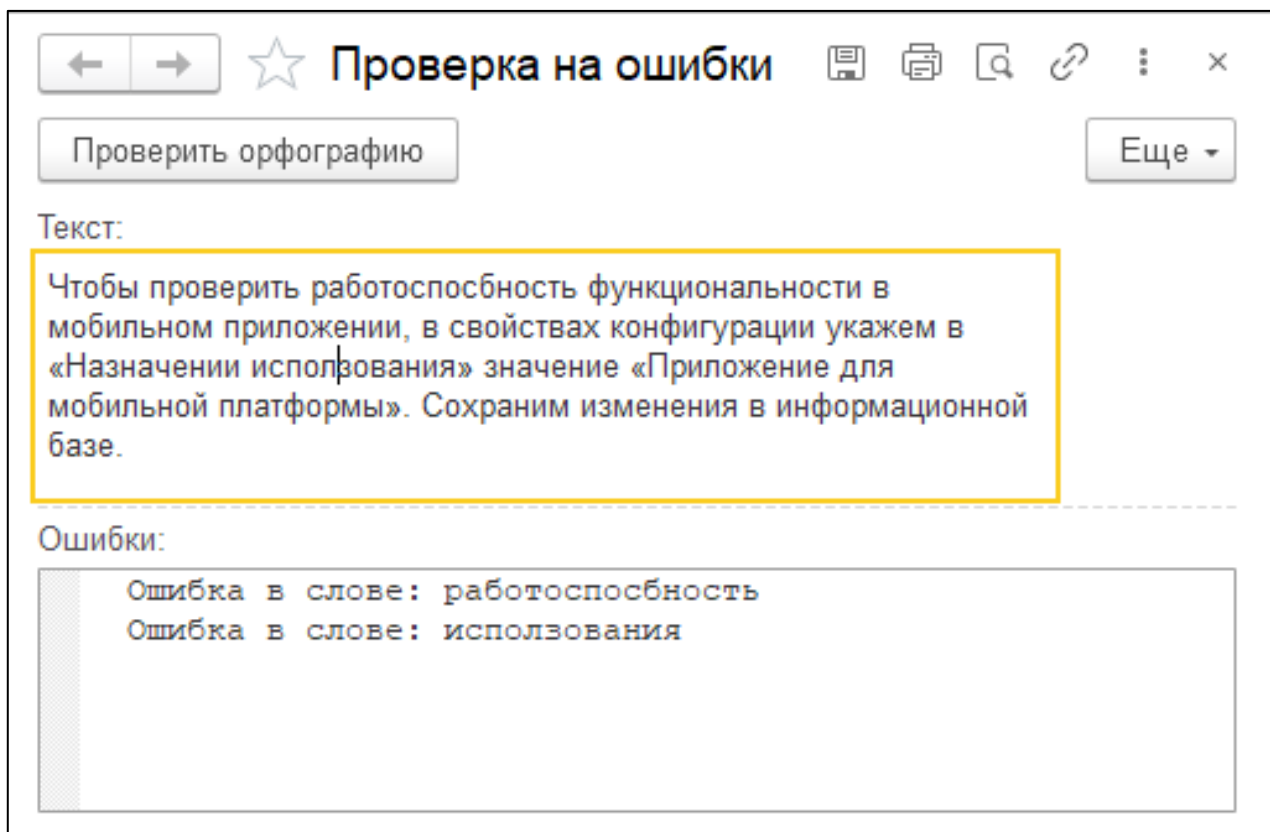 Проверка на ошибки
Проверить орфографию
Еще
Текст:
Чтобы проверить работоспосбность функциональности в
мобильном приложении, в свойствах конфигурации укажем в
«Назначении исползования» значение «Приложение для
мобильной платформы». Сохраним изменения в информационной
базе.
Ошибки:
Ошибка в слове: работоспосбность
Ошибка в слове: исползования